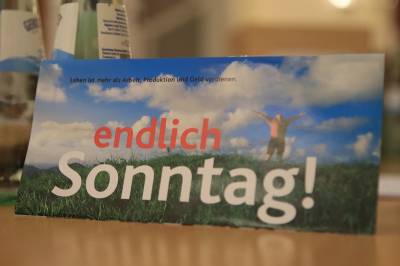 Leben ist mehr als Arbeit, Produktion und Geld verdienen.
endlich
Sonntag!